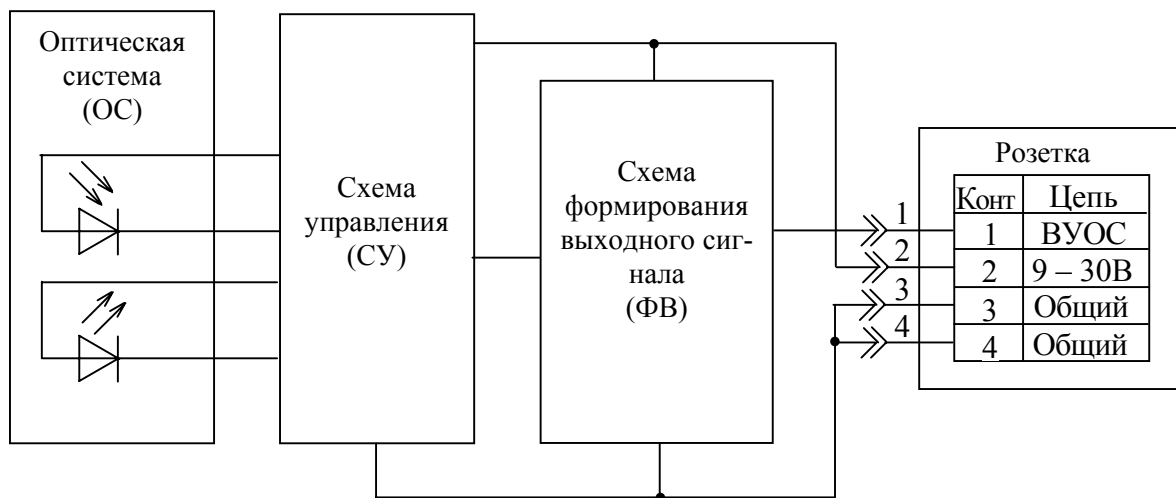 Оптическая
система
(ОС)
Схема
управления
(СУ)
Схема
формирования
выходного сиг-
нала
(ФВ)
1
2
3
4
Розетка
Конт Цепь
1 ВУОС
2 9 – 30В
3 Общий
4 Общий